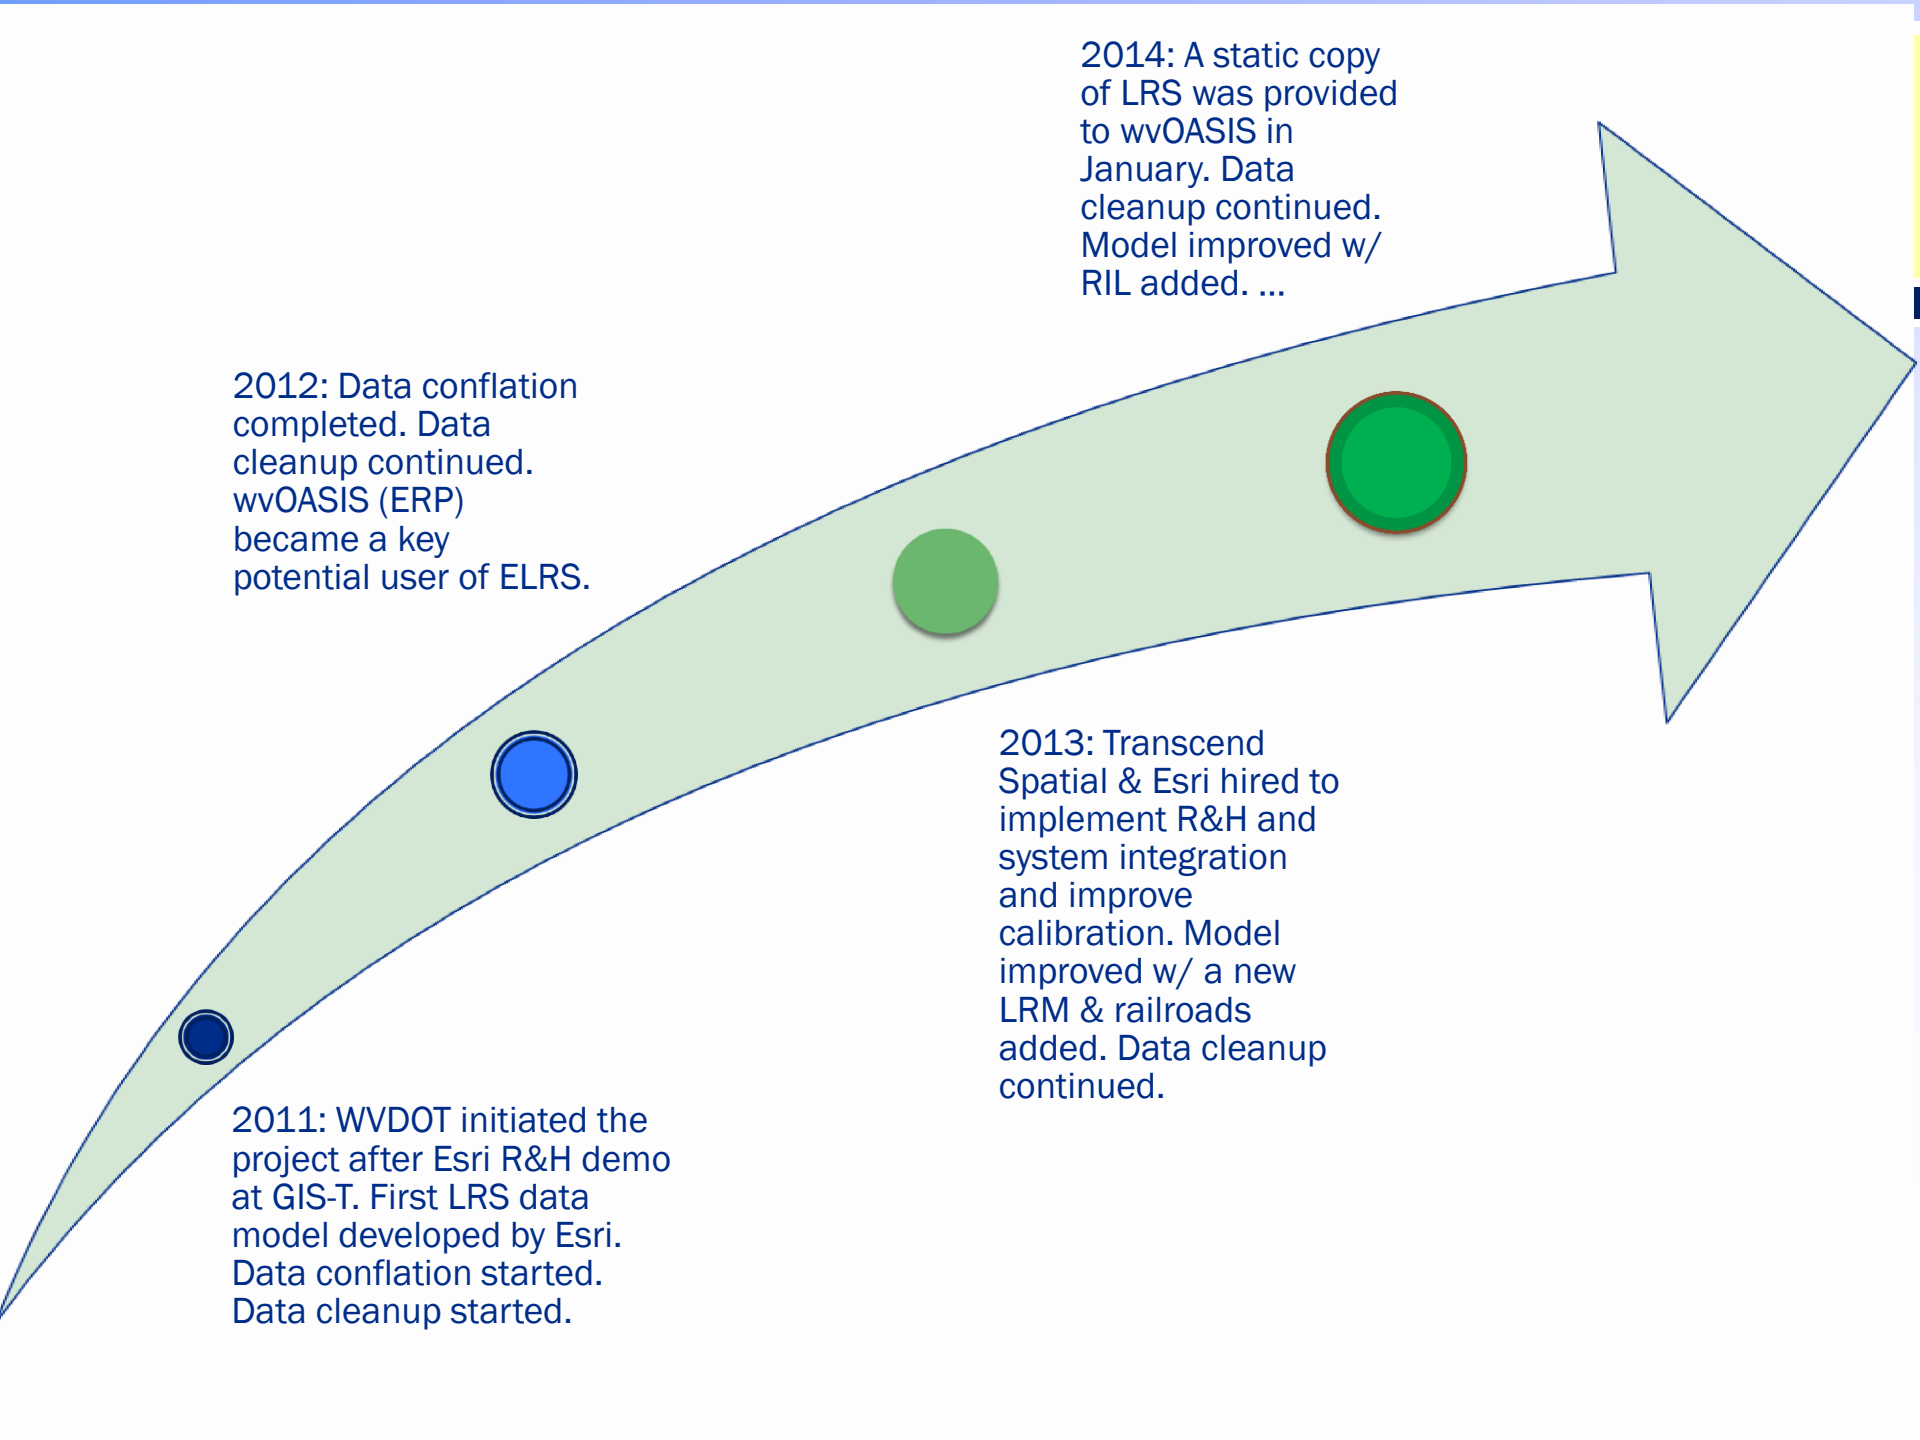 2014: A static copy
of LRS was provided
to wvOASIS in
January. Data
cleanup continued.
Model improved w/
RIL added. ...
2012: Data conflation
completed. Data
cleanup continued.
wvOASIS (ERP)
became a key
potential user of ELRS.
2013: Transcend
Spatial & Esri hired to
implement R&H and
system integration
and improve
calibration. Model
improved w/ a new
LRM & railroads
added. Data cleanup
continued.
2011: WVDOT initiated the
project after Esri R&H demo
at GIS-T. First LRS data
model developed by Esri.
Data conflation started.
Data cleanup started.